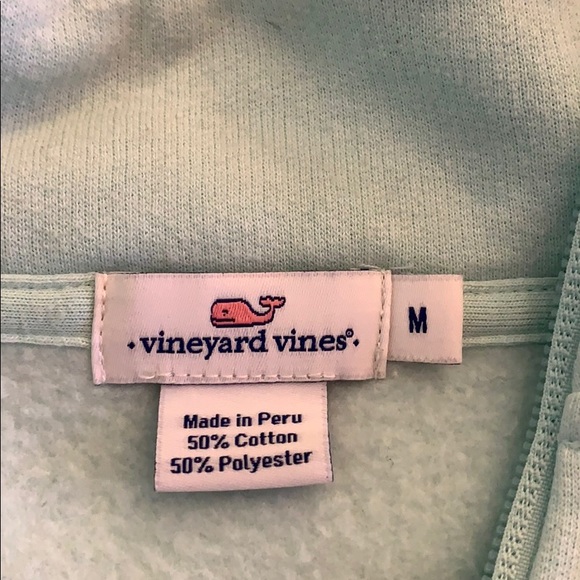 · vineyard vines® ·
M
Made in Peru
50% Cotton
50% Polyester